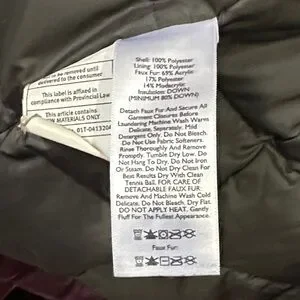 to be removed until
delivered to the consumer
This label is affixed in
compliance with Provincial Law
This article contains
MATERIALS ONLY
Shell: 100% Polyester
Lining: 100% Polyester
Faux Fur: 69% Acrylic
17% Polyester
14% Modacrylic
Insulation: DOWN
(MINIMUM 80% DOWN)
Detach Faux Fur And Secure All
Garment Closures Before
Laundering Machine Wash Warm
Delicate, Seperately. Mild
Detergent Only. Do Not Bleach.
Do Not Use Fabric Softeners.
Rinse Thoroughly And Remove
Promptly. Tumble Dry Low. Do
Not Hang To Dry. Do Not Iron
Or Steam. Do Not Dry Clean For
Best Results Dry With Clean
Tennis Ball. FOR CARE OF
DETACHABLE FAUX FUR
Remove And Machine Wash Cold
Delicate. Do Not Bleach. Dry Flat.
DO NOT APPLY HEAT. Gently
Fluff For The Fullest Appearance.
Faux Fur: